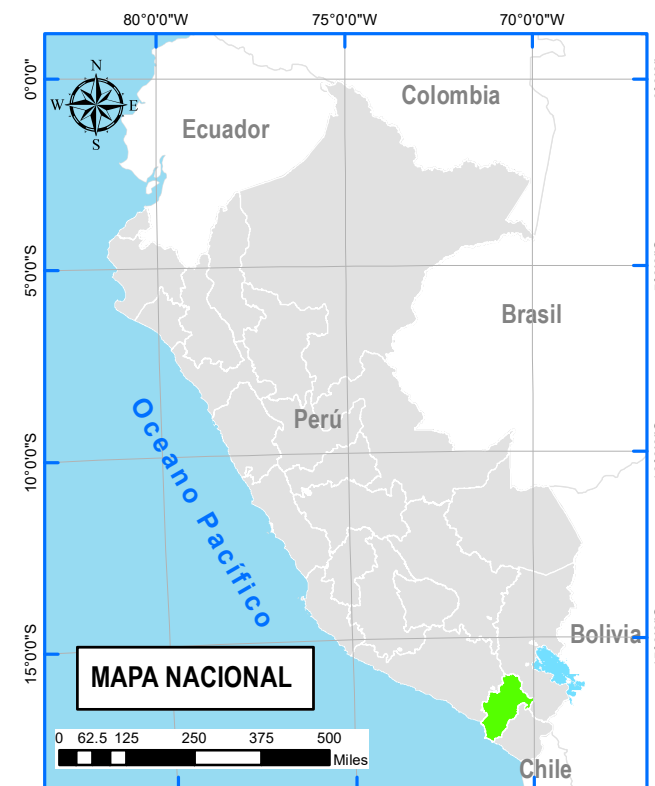 80°00'0"W 75°0'0"W 70°0'0"W
0°0'0"
N
W E
S
Colombia
Ecuador
5°0'0"S
Brasil
Perú
Oceano Pacífico
10°0'0"S
Bolivia
15°0'0"S
MAPA NACIONAL
0 62.5 125 250 375 500
Miles
Chile